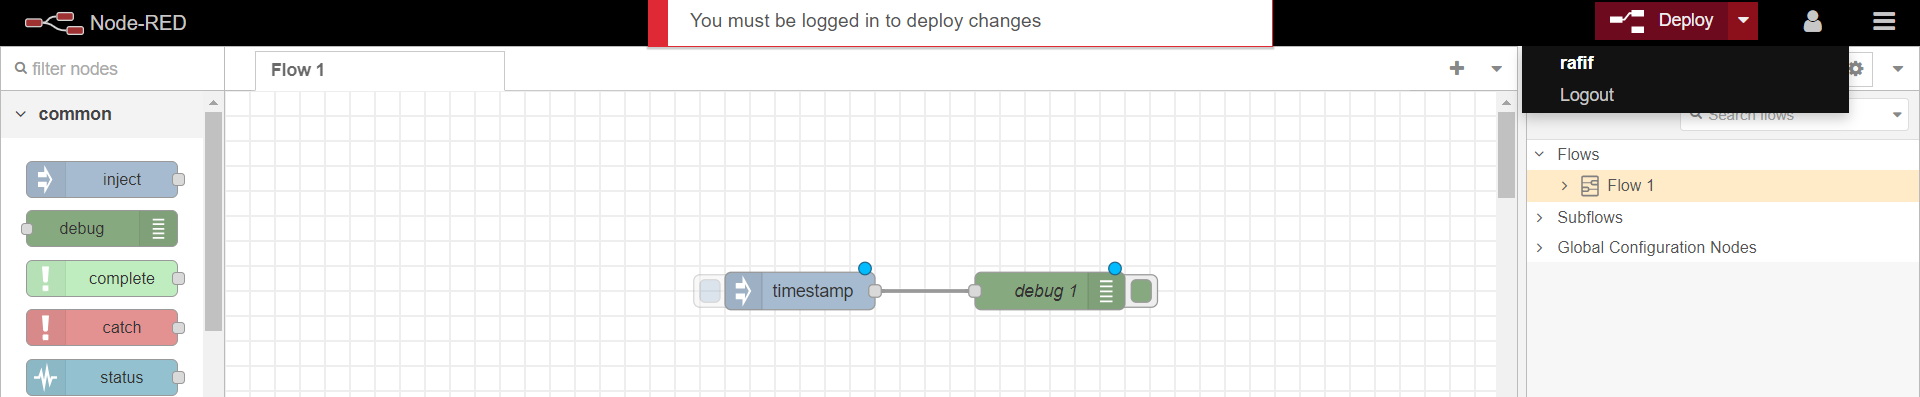 Node-RED
You must be logged in to deploy changes
Deploy
filter nodes
Flow 1
rafif
Logout
common
Search flows
inject
debug
complete
catch
status
timestamp
debug 1
Flows
Flow 1
Subflows
Global Configuration Nodes